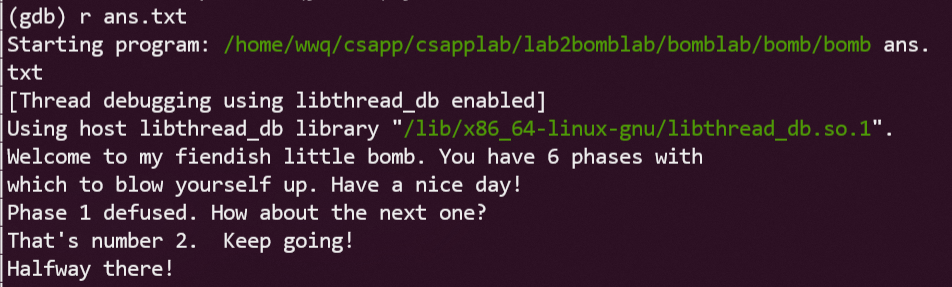 (gdb) r ans.txt
Starting program: /home/wwq/csapp/csapplab/lab2bomblab/bomblab/bomb/bomb ans.
txt
[Thread debugging using libthread_db enabled]
Using host libthread_db library "/lib/x86_64-linux-gnu/libthread_db.so.1".
Welcome to my fiendish little bomb. You have 6 phases with
which to blow yourself up. Have a nice day!
Phase 1 defused. How about the next one?
That's number 2.  Keep going!
Halfway there!